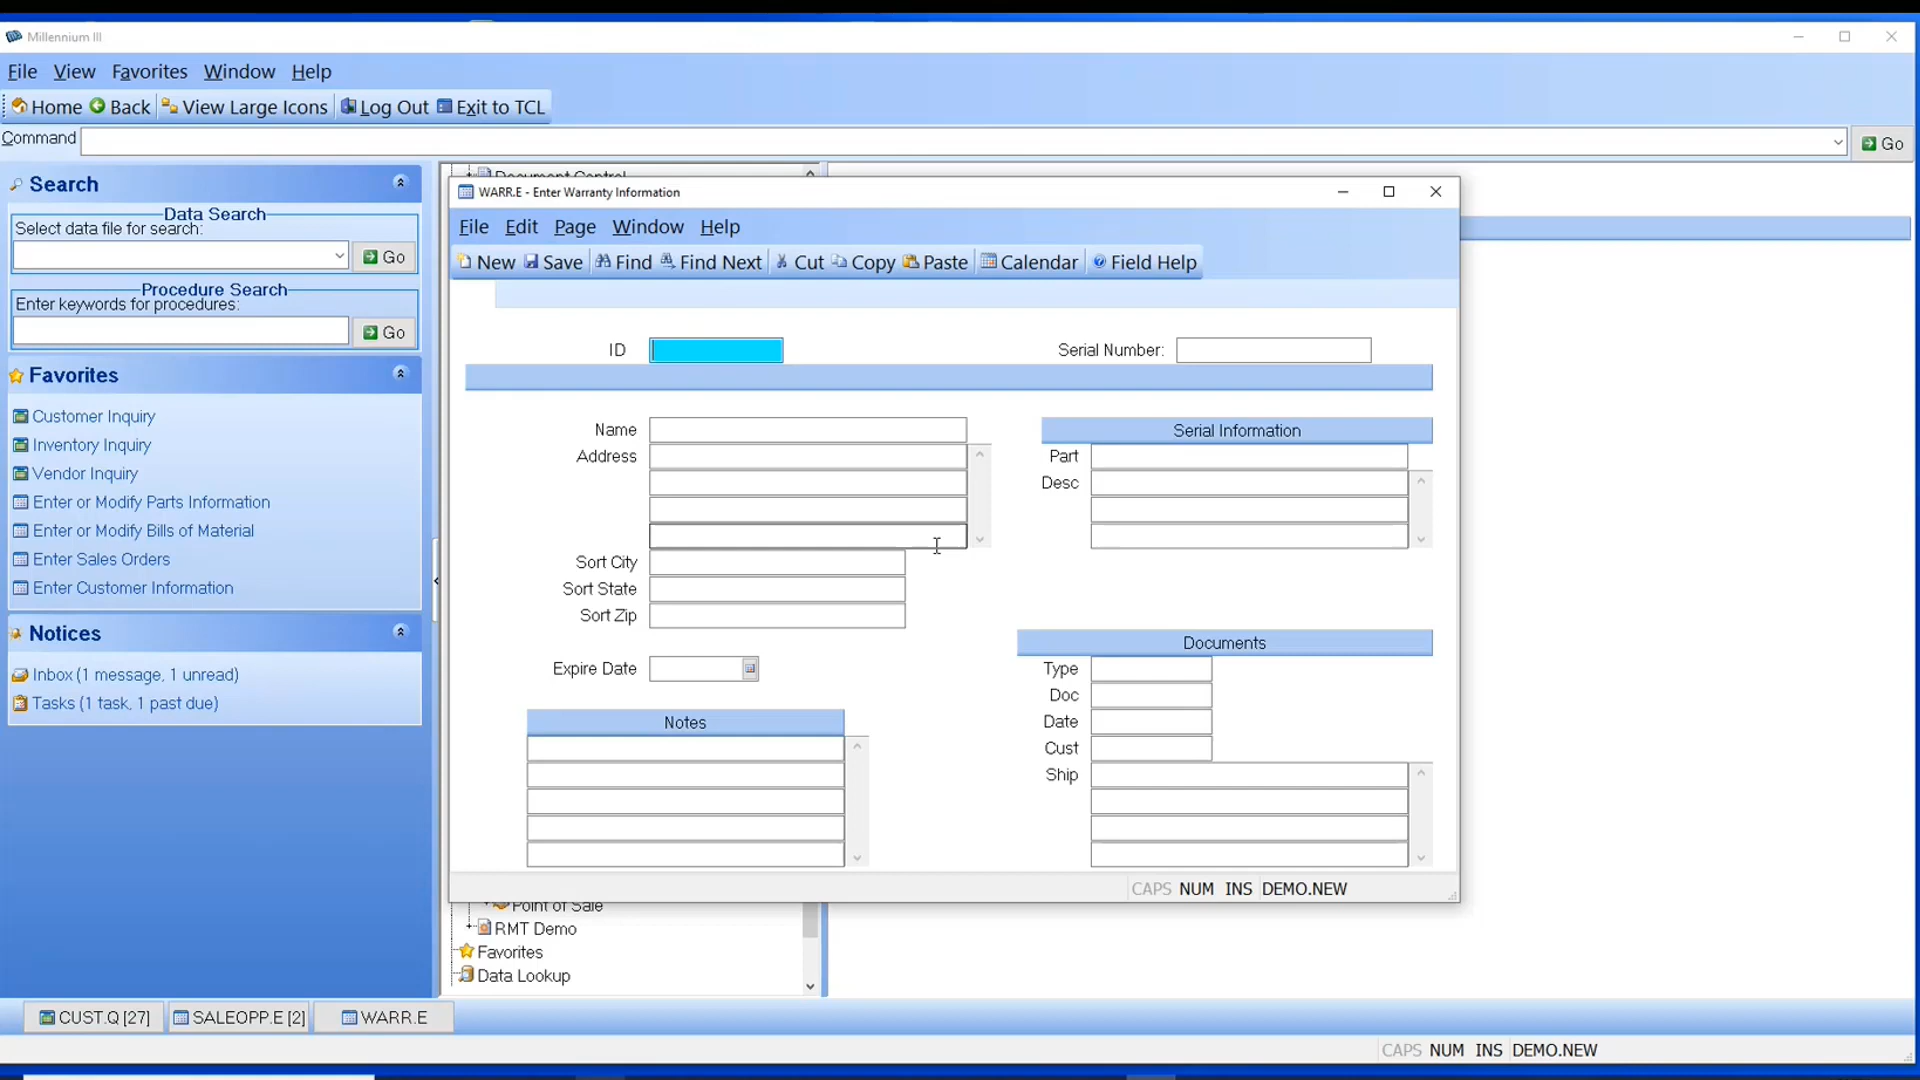 Millennium III
File View Favorites Window Help
Home Back View Large Icons Log Out Exit to TCL
Command
Go
Search
Data Search
Select data file for search:
Go
Procedure Search
Enter keywords for procedures:
Go
Favorites
Customer Inquiry
Inventory Inquiry
Vendor Inquiry
Enter or Modify Parts Information
Enter or Modify Bills of Material
Enter Sales Orders
Enter Customer Information
Notices
Inbox (1 message, 1 unread)
Tasks (1 task, 1 past due)
Document Control
WARR.E - Enter Warranty Information
File Edit Page Window Help
New Save Find Find Next Cut Copy Paste Calendar Field Help
ID
Serial Number:
Name
Address
Sort City
Sort State
Sort Zip
Expire Date
Notes
Serial Information
Part
Desc
Documents
Type
Doc
Date
Cust
Ship
CAPS NUM INS DEMO.NEW
Point of Sale
RMT Demo
Favorites
Data Lookup
CUST.Q [27] SALEOPP.E [2] WARR.E
CAPS NUM INS DEMO.NEW